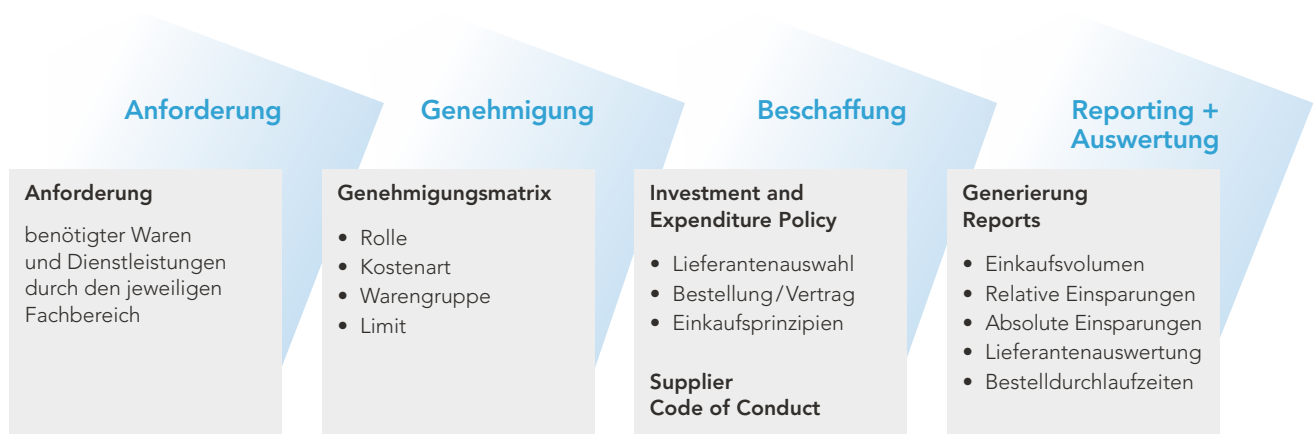 Anforderung
Genehmigung
Beschaffung
Reporting +
Auswertung
Anforderung
benötigter Waren
und Dienstleistungen
durch den jeweiligen
Fachbereich
Genehmigungsmatrix
• Rolle
• Kostenart
• Warengruppe
• Limit
Investment and
Expenditure Policy
• Lieferantenauswahl
• Bestellung/Vertrag
• Einkaufsprinzipien
Supplier
Code of Conduct
Generierung
Reports
• Einkaufsvolumen
• Relative Einsparungen
• Absolute Einsparungen
• Lieferantenauswertung
• Bestelldurchlaufzeiten